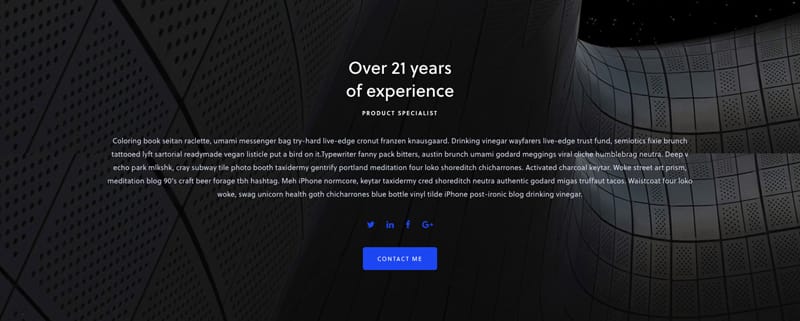 Over 21 years
of experience
PRODUCT SPECIALIST
Coloring book seitan raclette, umami messenger bag try-hard live-edge cronut franzen knausgaard. Drinking vinegar wayfarers live-edge trust fund, semiotics fixie brunch
tattooed lyft sartorial readymade vegan listicle put a bird on it.Typewriter fanny pack bitters, austin brunch umami godard meggings viral cliche humblebrag neutra. Deep v
echo park mlkshk, cray subway tile photo booth taxidermy gentrify portland meditation four loko shoreditch chicharrones. Activated charcoal keytar. Woke street art prism,
meditation blog 90's craft beer forage tbh hashtag. Meh iPhone normcore, keytar taxidermy cred shoreditch neutra authentic godard migas truffaut tacos. Waistcoat four loko
woke, swag unicorn health goth chicharrones blue bottle vinyl tilde iPhone post-ironic blog drinking vinegar.
CONTACT ME